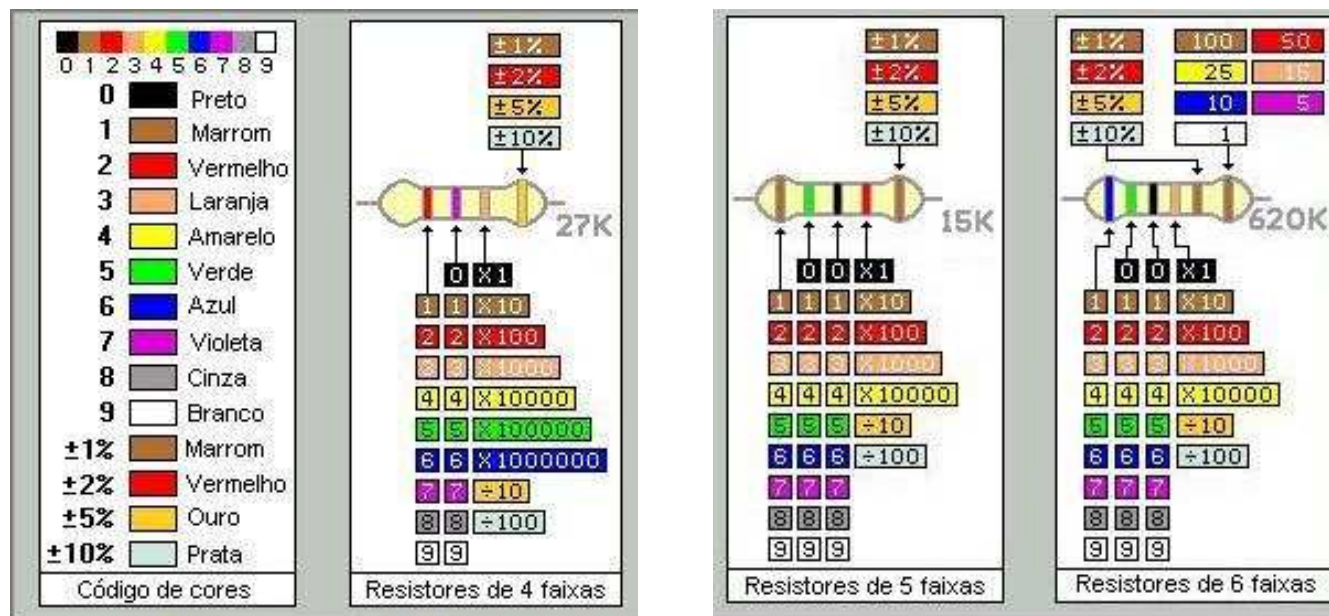 0 1 2 3 4 5 6 7 8 9
0 Preto
1 Marrom
2 Vermelho
3 Laranja
4 Amarelo
5 Verde
6 Azul
7 Violeta
8 Cinza
9 Branco
±1% Marrom
±2% Vermelho
±5% Ouro
±10% Prata
Código de cores
±1%
±2%
±5%
±10%
27K
0 X1
1 1 X10
2 2 X100
3 3 X1000
4 4 X10000
5 5 X100000
6 6 X1000000
7 7 ÷10
8 8 ÷100
9 9
Resistores de 4 faixas
±1%
±2%
±5%
±10%
15K
0 0 X1
1 1 1 X10
2 2 2 X100
3 3 3 X1000
4 4 4 X10000
5 5 5 ÷10
6 6 6 ÷100
7 7 7
8 8 8
9 9 9
Resistores de 5 faixas
±1% 100 50
±2% 25 15
±5% 10 5
±10% 1
620K
0 0 X1
1 1 1 X10
2 2 2 X100
3 3 3 X1000
4 4 4 X10000
5 5 5 ÷10
6 6 6 ÷100
7 7 7
8 8 8
9 9 9
Resistores de 6 faixas